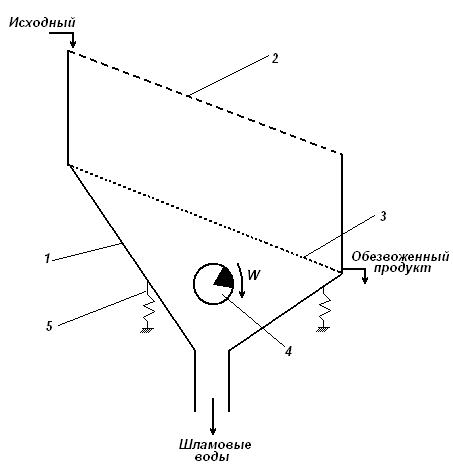 Исходный
2
3
1
Обезвоженный
продукт
W
5
4
Шламовые
воды